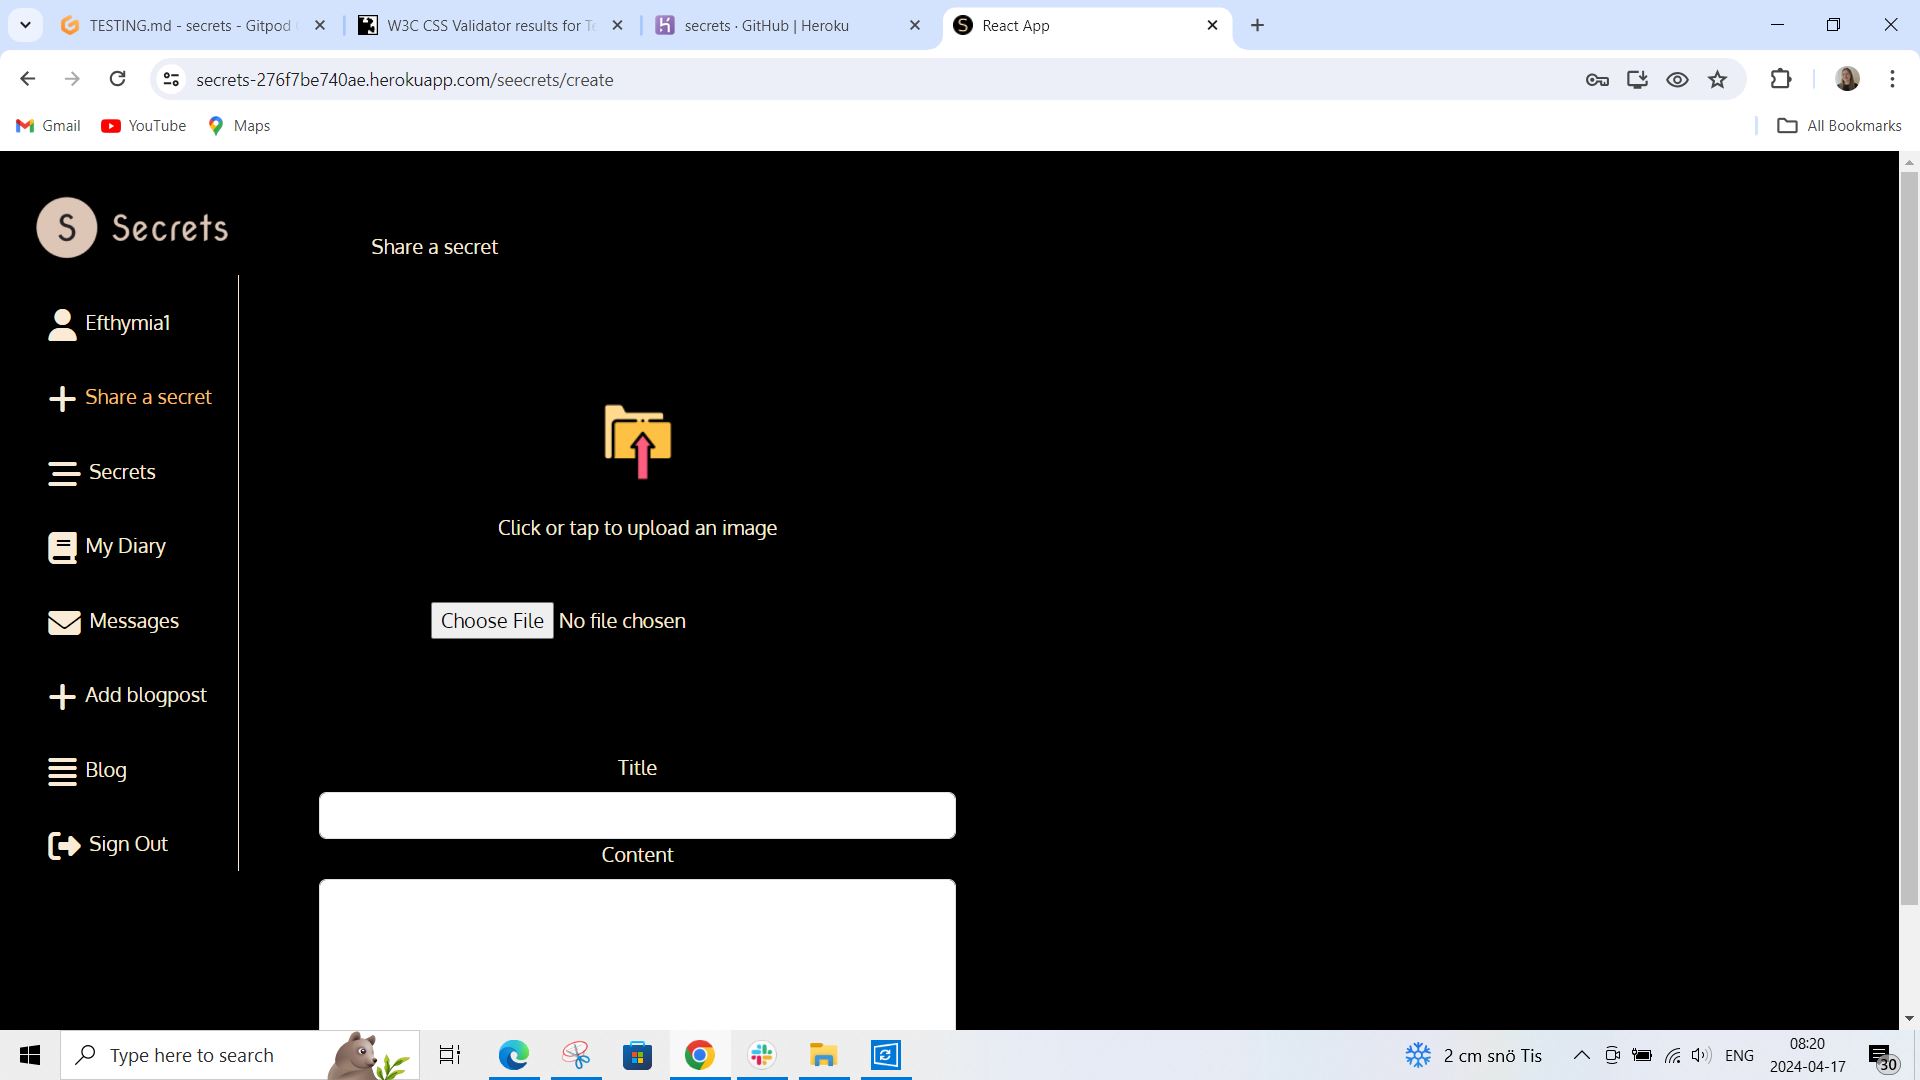 TESTING.md - secrets - Gitpod
W3C CSS Validator results for
secrets · GitHub | Heroku
React App
secrets-276f7be740ae.herokuapp.com/seecrets/create
Gmail
YouTube
Maps
All Bookmarks
S Secrets
Share a secret
Efthymia1
Share a secret
Secrets
My Diary
Messages
Add blogpost
Blog
Sign Out
Click or tap to upload an image
Choose File No file chosen
Title
Content
Type here to search
2 cm snö Tis
ENG
08:20
2024-04-17
30